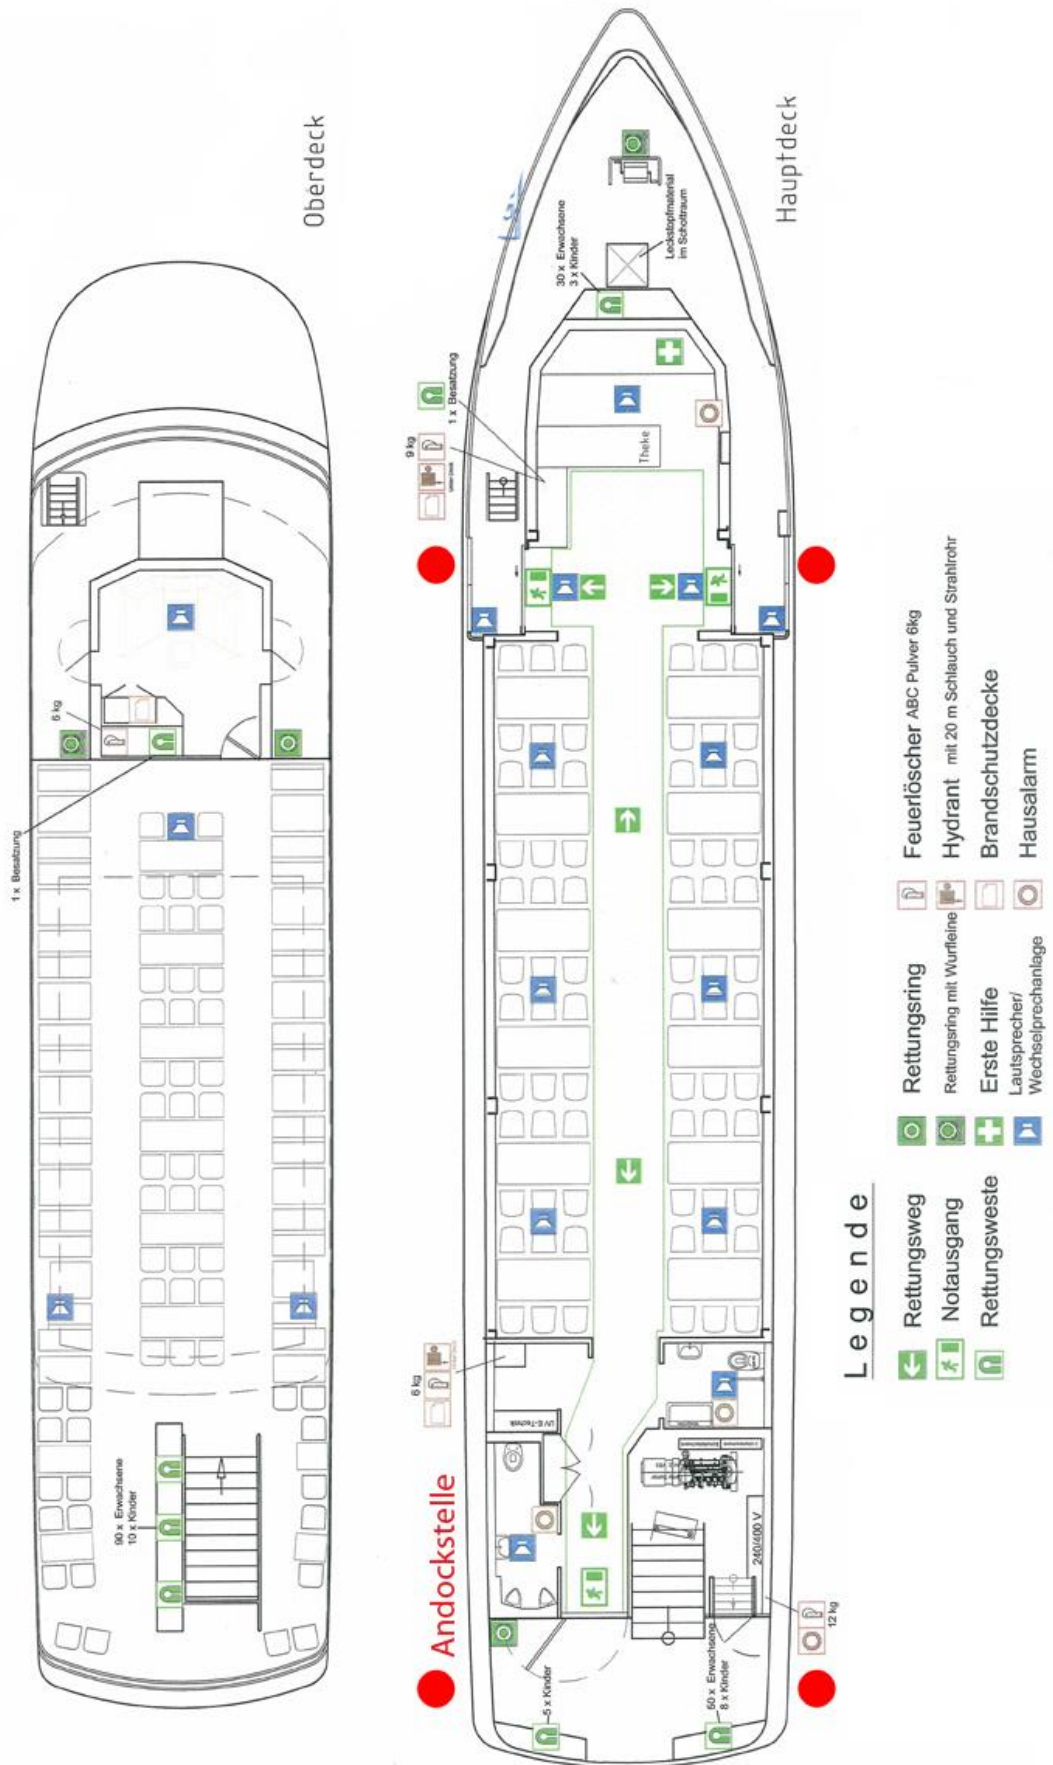 Oberdeck
1 x Besatzung
6 kg
90 x Erwachsene
10 x Kinder
Hauptdeck
30 x Erwachsene
3 x Kinder
Leckstopfmaterial
im Schottraum
1 x Besatzung
9 kg
Theke
6 kg
UV E-Technik
Andockstelle
240/400 V
12 kg
5 x Kinder
50 x Erwachsene
8 x Kinder
Legende
Rettungsweg
Notausgang
Rettungsweste
Rettungsring
Rettungsring mit Wurfleine
Erste Hilfe
Lautsprecher/
Wechselprechanlage
Feuerlöscher ABC Pulver 6kg
Hydrant mit 20 m Schlauch und Strahlrohr
Brandschutzdecke
Hausalarm